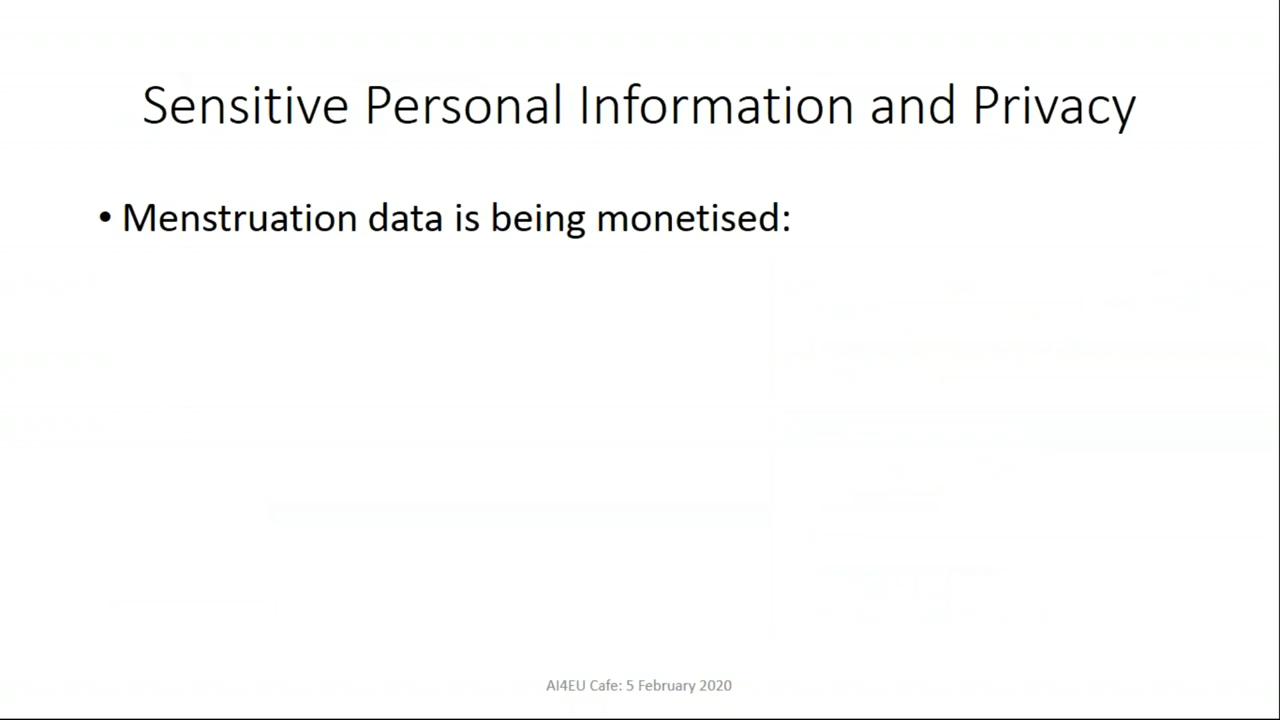 Sensitive Personal Information and Privacy
• Menstruation data is being monetised:
AI4EU Cafe: 5 February 2020